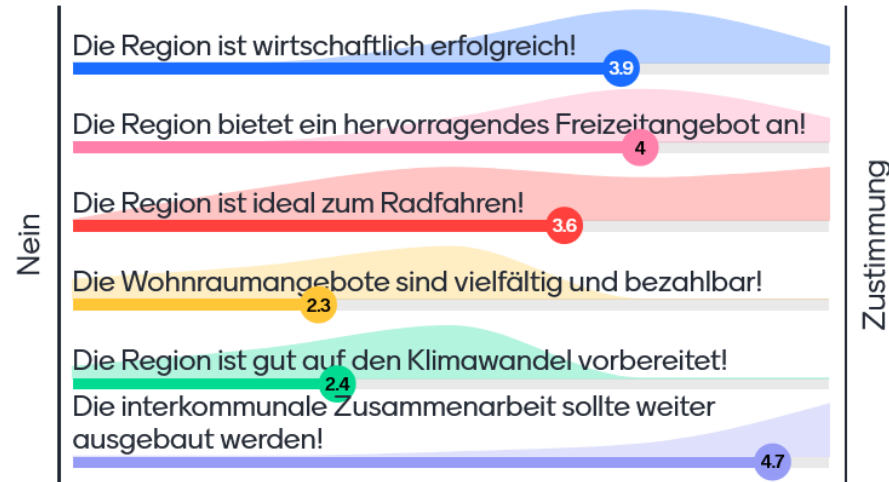 Nein
Die Region ist wirtschaftlich erfolgreich!
3.9
Die Region bietet ein hervorragendes Freizeitangebot an!
4
Die Region ist ideal zum Radfahren!
3.6
Die Wohnraumangebote sind vielfältig und bezahlbar!
2.3
Die Region ist gut auf den Klimawandel vorbereitet!
2.4
Die interkommunale Zusammenarbeit sollte weiter
ausgebaut werden!
4.7
Zustimmung